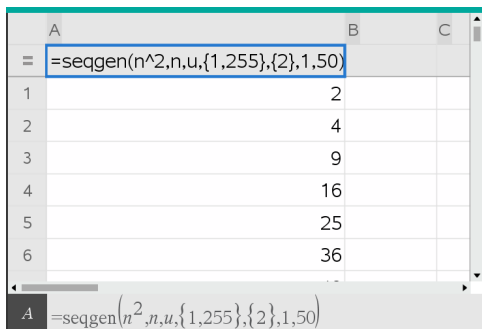 A B C
= =seqgen(n^2,n,u,{1,255},{2},1,50)
1 2
2 4
3 9
4 16
5 25
6 36
A =seqgen(n²,n,u,{1,255},{2},1,50)